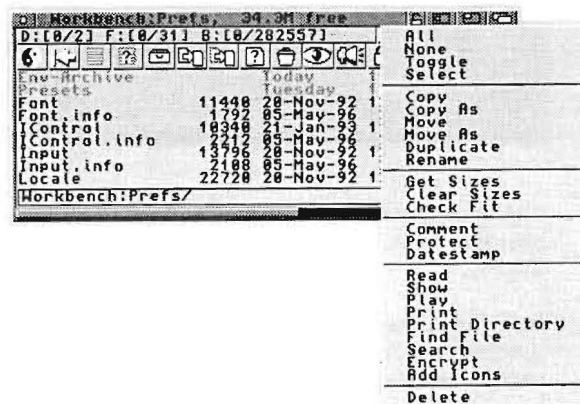 Workbench:Prefs, 34.3M free
D:[0/2] F:[0/31] B:[0/282557]
Env-Archive Today
Presets Tuesday
Font 11440 20-Nov-92
Font.info 1792 05-May-96
IControl 10340 21-Jan-93
IControl.info 2212 05-May-96
Input 13796 20-Nov-92
Input.info 2108 05-May-96
Locale 22720 20-Nov-92
Workbench:Prefs/
All
None
Toggle
Select
Copy
Copy As
Move
Move As
Duplicate
Rename
Get Sizes
Clear Sizes
Check Fit
Comment
Protect
Datestamp
Read
Show
Play
Print
Print Directory
Find File
Search
Encrypt
Add Icons
Delete